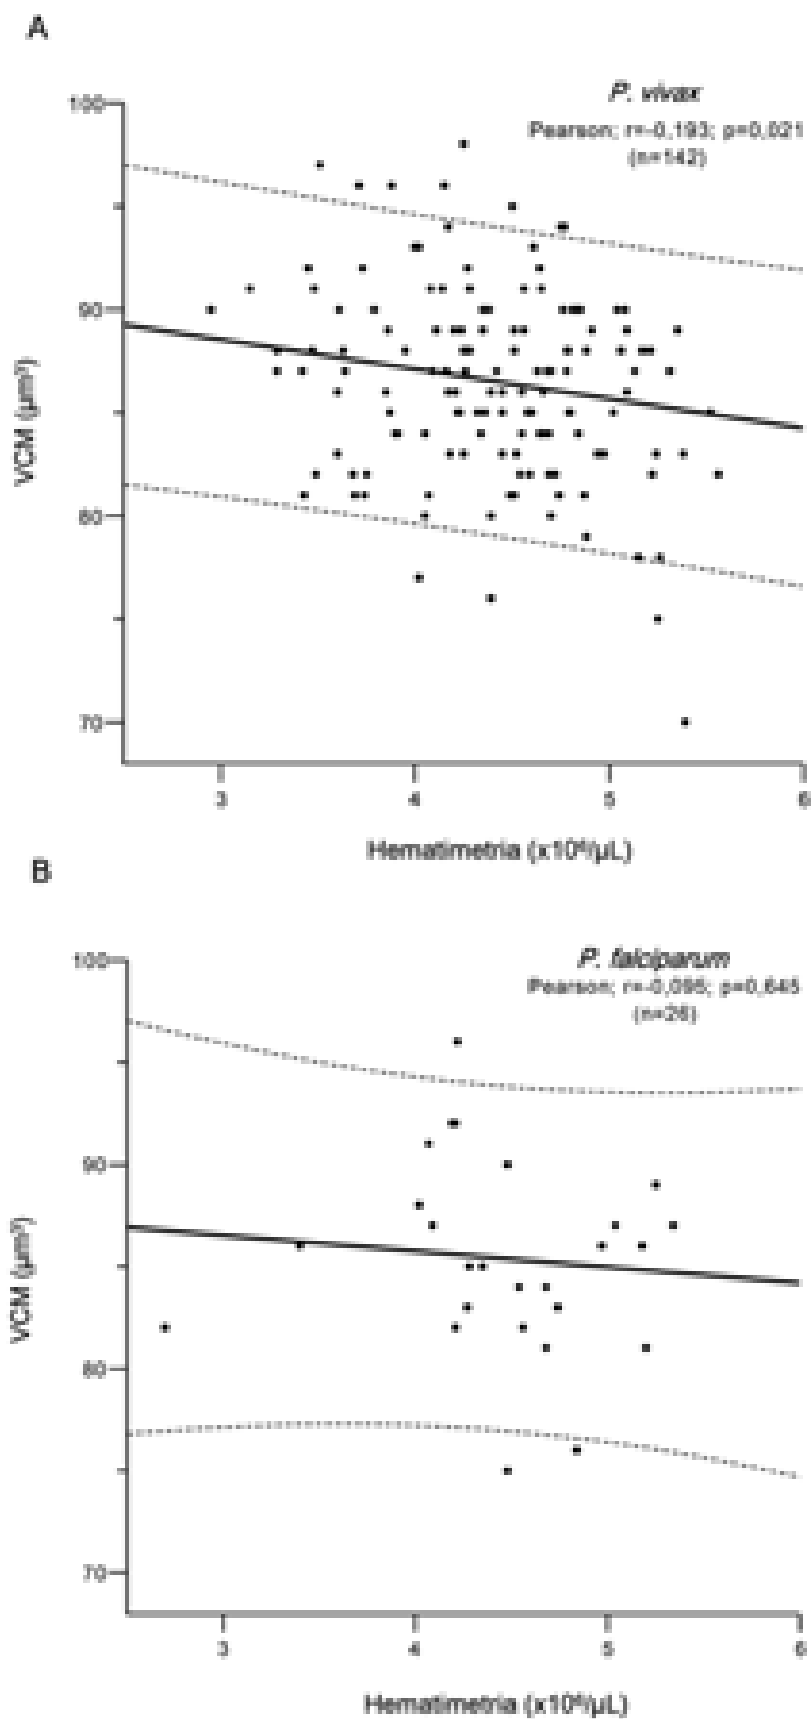 A
P. vivax
Pearson; r=-0,193; p=0,021
(n=142)
100
90
80
70
VCM (µm³)
3
4
5
6
Hematimetria (x10⁶/µL)
B
P. falciparum
Pearson; r=-0,095; p=0,645
(n=26)
100
90
80
70
VCM (µm³)
3
4
5
6
Hematimetria (x10⁶/µL)